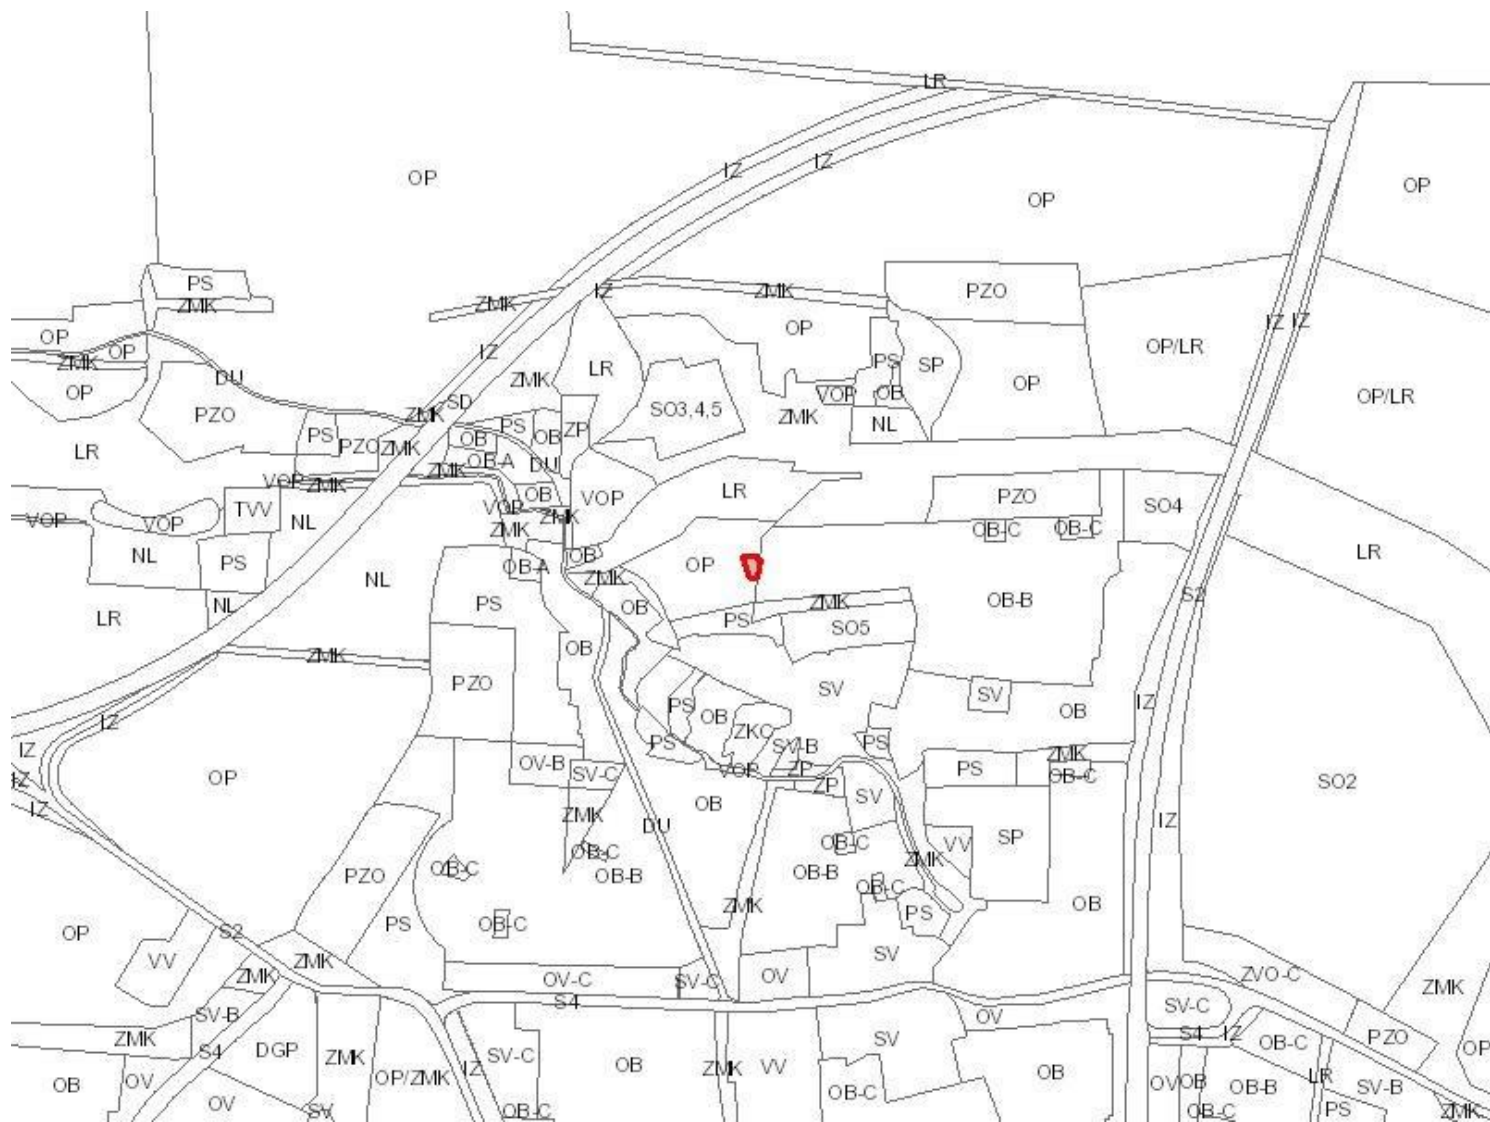 LR
OP
IZ
IZ
OP
OP
PS
ZMK
ZMK
IZ
ZMK
PZO
OP
OP
ZMK
OP
OP
DU
PZO
LR
PS
PZO
ZMK
ZMK
SD
IZ
ZMK
LR
SO3,4,5
OP
PS
SP
VOP
OB
ZMK
NL
OP
OP/LR
IZ
IZ
OP/LR
OB
PS
OB
ZP
OB-A
DU
ZMK
VOP
ZMK
OB
VOP
VOP
LR
PZO
SO4
VOP
VOP
TVV
NL
ZMK
ZMK
OB-C
OB-C
NL
PS
NL
OB
OB-A
OP
LR
LR
NL
PS
ZMK
OB
ZMK
OB-B
S2
PS
SO5
ZMK
OB
PZO
SV
SV
IZ
OB
IZ
IZ
IZ
IZ
OP
PS
OB
ZKO
PS
SV-B
PS
OV-B
SV-C
VOP
ZP
ZP
SV
PS
ZMK
OB-C
SO2
OB
ZMK
DU
IZ
OB-C
ZMK
VV
SP
OB-C
OB-C
OB-B
OB-B
OB-C
PZO
PS
OB-C
ZMK
PS
OB
OP
S2
VV
ZMK
ZMK
OV-C
SV-C
OV
SV
ZVO-C
ZMK
S4
SV-B
OV
SV-C
S4
IZ
PZO
ZMK
S4
DGP
ZMK
SV-C
OB
ZMK
VV
SV
OB-C
OP
OB
OV
OP/ZMK
IZ
OB-C
OB
OV
OB
OB-B
LR
SV-B
OV
SV
OB-C
OB-C
PS
ZMK